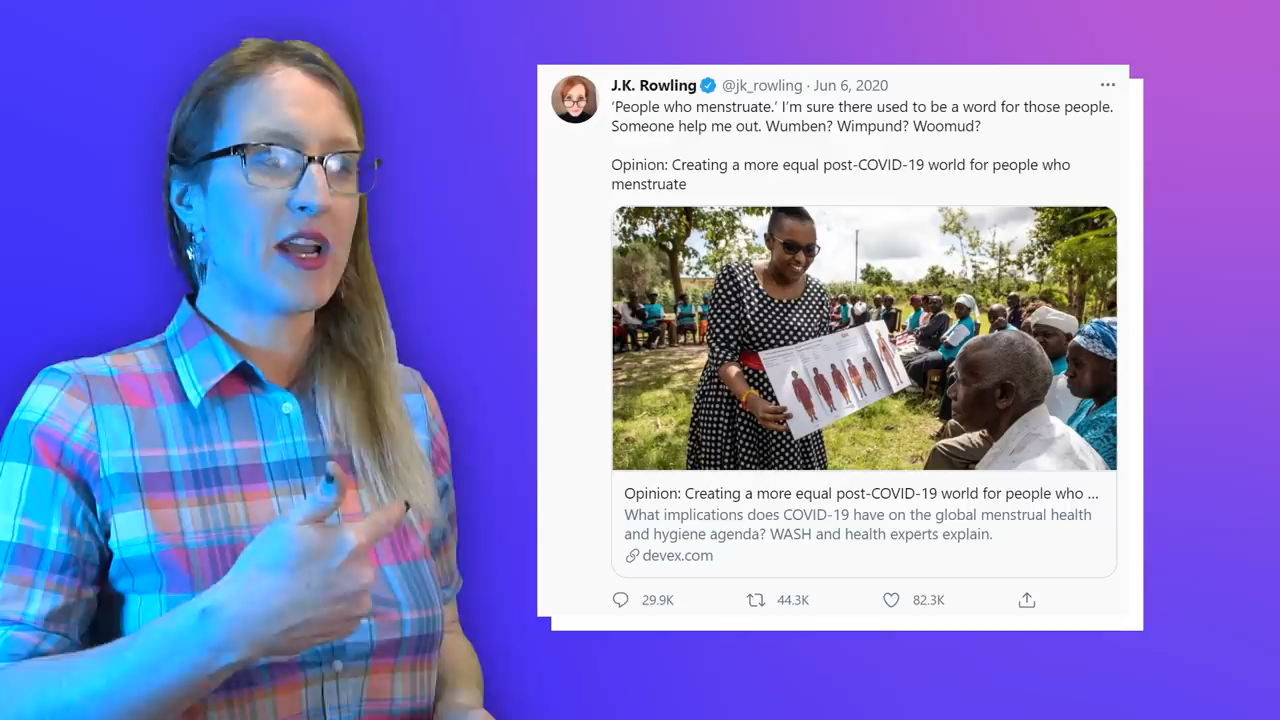 J.K. Rowling @jk_rowling · Jun 6, 2020
‘People who menstruate.’ I’m sure there used to be a word for those people.
Someone help me out. Wumben? Wimpund? Woomud?
Opinion: Creating a more equal post-COVID-19 world for people who
menstruate
Opinion: Creating a more equal post-COVID-19 world for people who ...
What implications does COVID-19 have on the global menstrual health
and hygiene agenda? WASH and health experts explain.
devex.com
29.9K 44.3K 82.3K